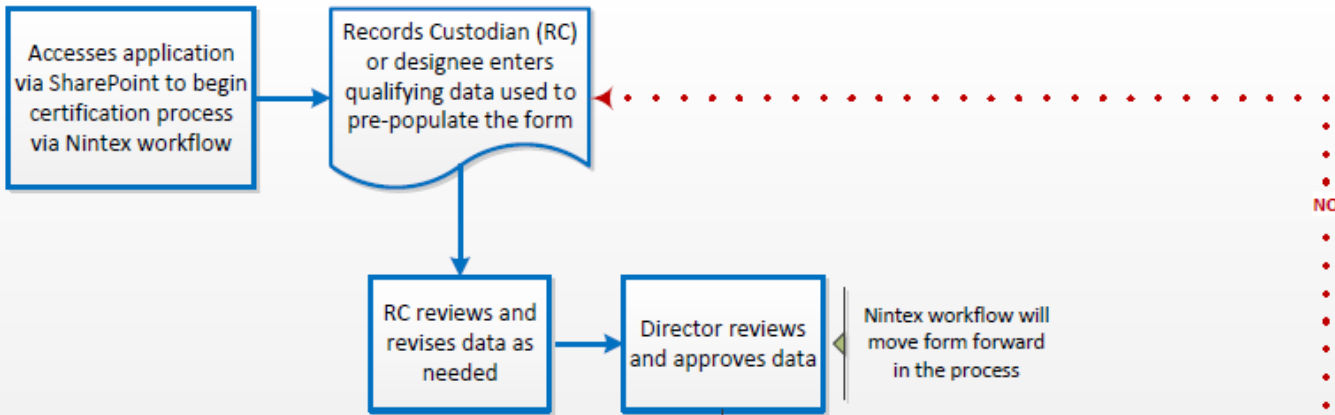 Accesses application
via SharePoint to begin
certification process
via Nintex workflow
Records Custodian (RC)
or designee enters
qualifying data used to
pre-populate the form
NO
RC reviews and
revises data as
needed
Director reviews
and approves data
Nintex workflow will
move form forward
in the process